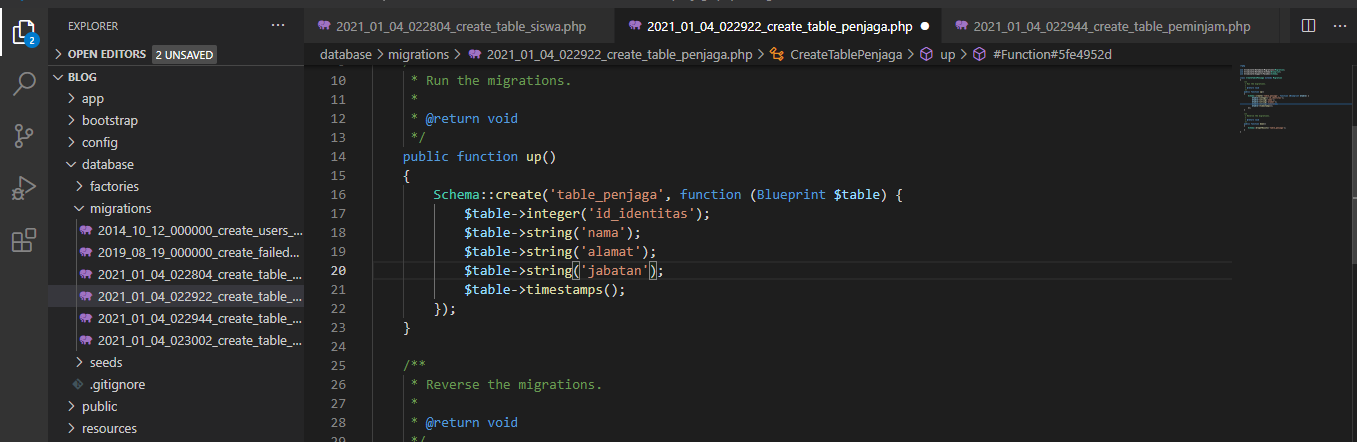 EXPLORER
···
OPEN EDITORS 2 UNSAVED
BLOG
app
bootstrap
config
database
factories
migrations
2014_10_12_000000_create_users_...
2019_08_19_000000_create_failed...
2021_01_04_022804_create_table_...
2021_01_04_022922_create_table_...
2021_01_04_022944_create_table_...
2021_01_04_023002_create_table_...
seeds
.gitignore
public
resources
2
2021_01_04_022804_create_table_siswa.php
2021_01_04_022922_create_table_penjaga.php
2021_01_04_022944_create_table_peminjam.php
···
database > migrations > 2021_01_04_022922_create_table_penjaga.php > CreateTablePenjaga > up > #Function#5fe4952d
10 * Run the migrations.
11 *
12 * @return void
13 */
14 public function up()
15 {
16 Schema::create('table_penjaga', function (Blueprint $table) {
17 $table->integer('id_identitas');
18 $table->string('nama');
19 $table->string('alamat');
20 $table->string('jabatan');
21 $table->timestamps();
22 });
23 }
24
25 /**
26 * Reverse the migrations.
27 *
28 * @return void
29 */